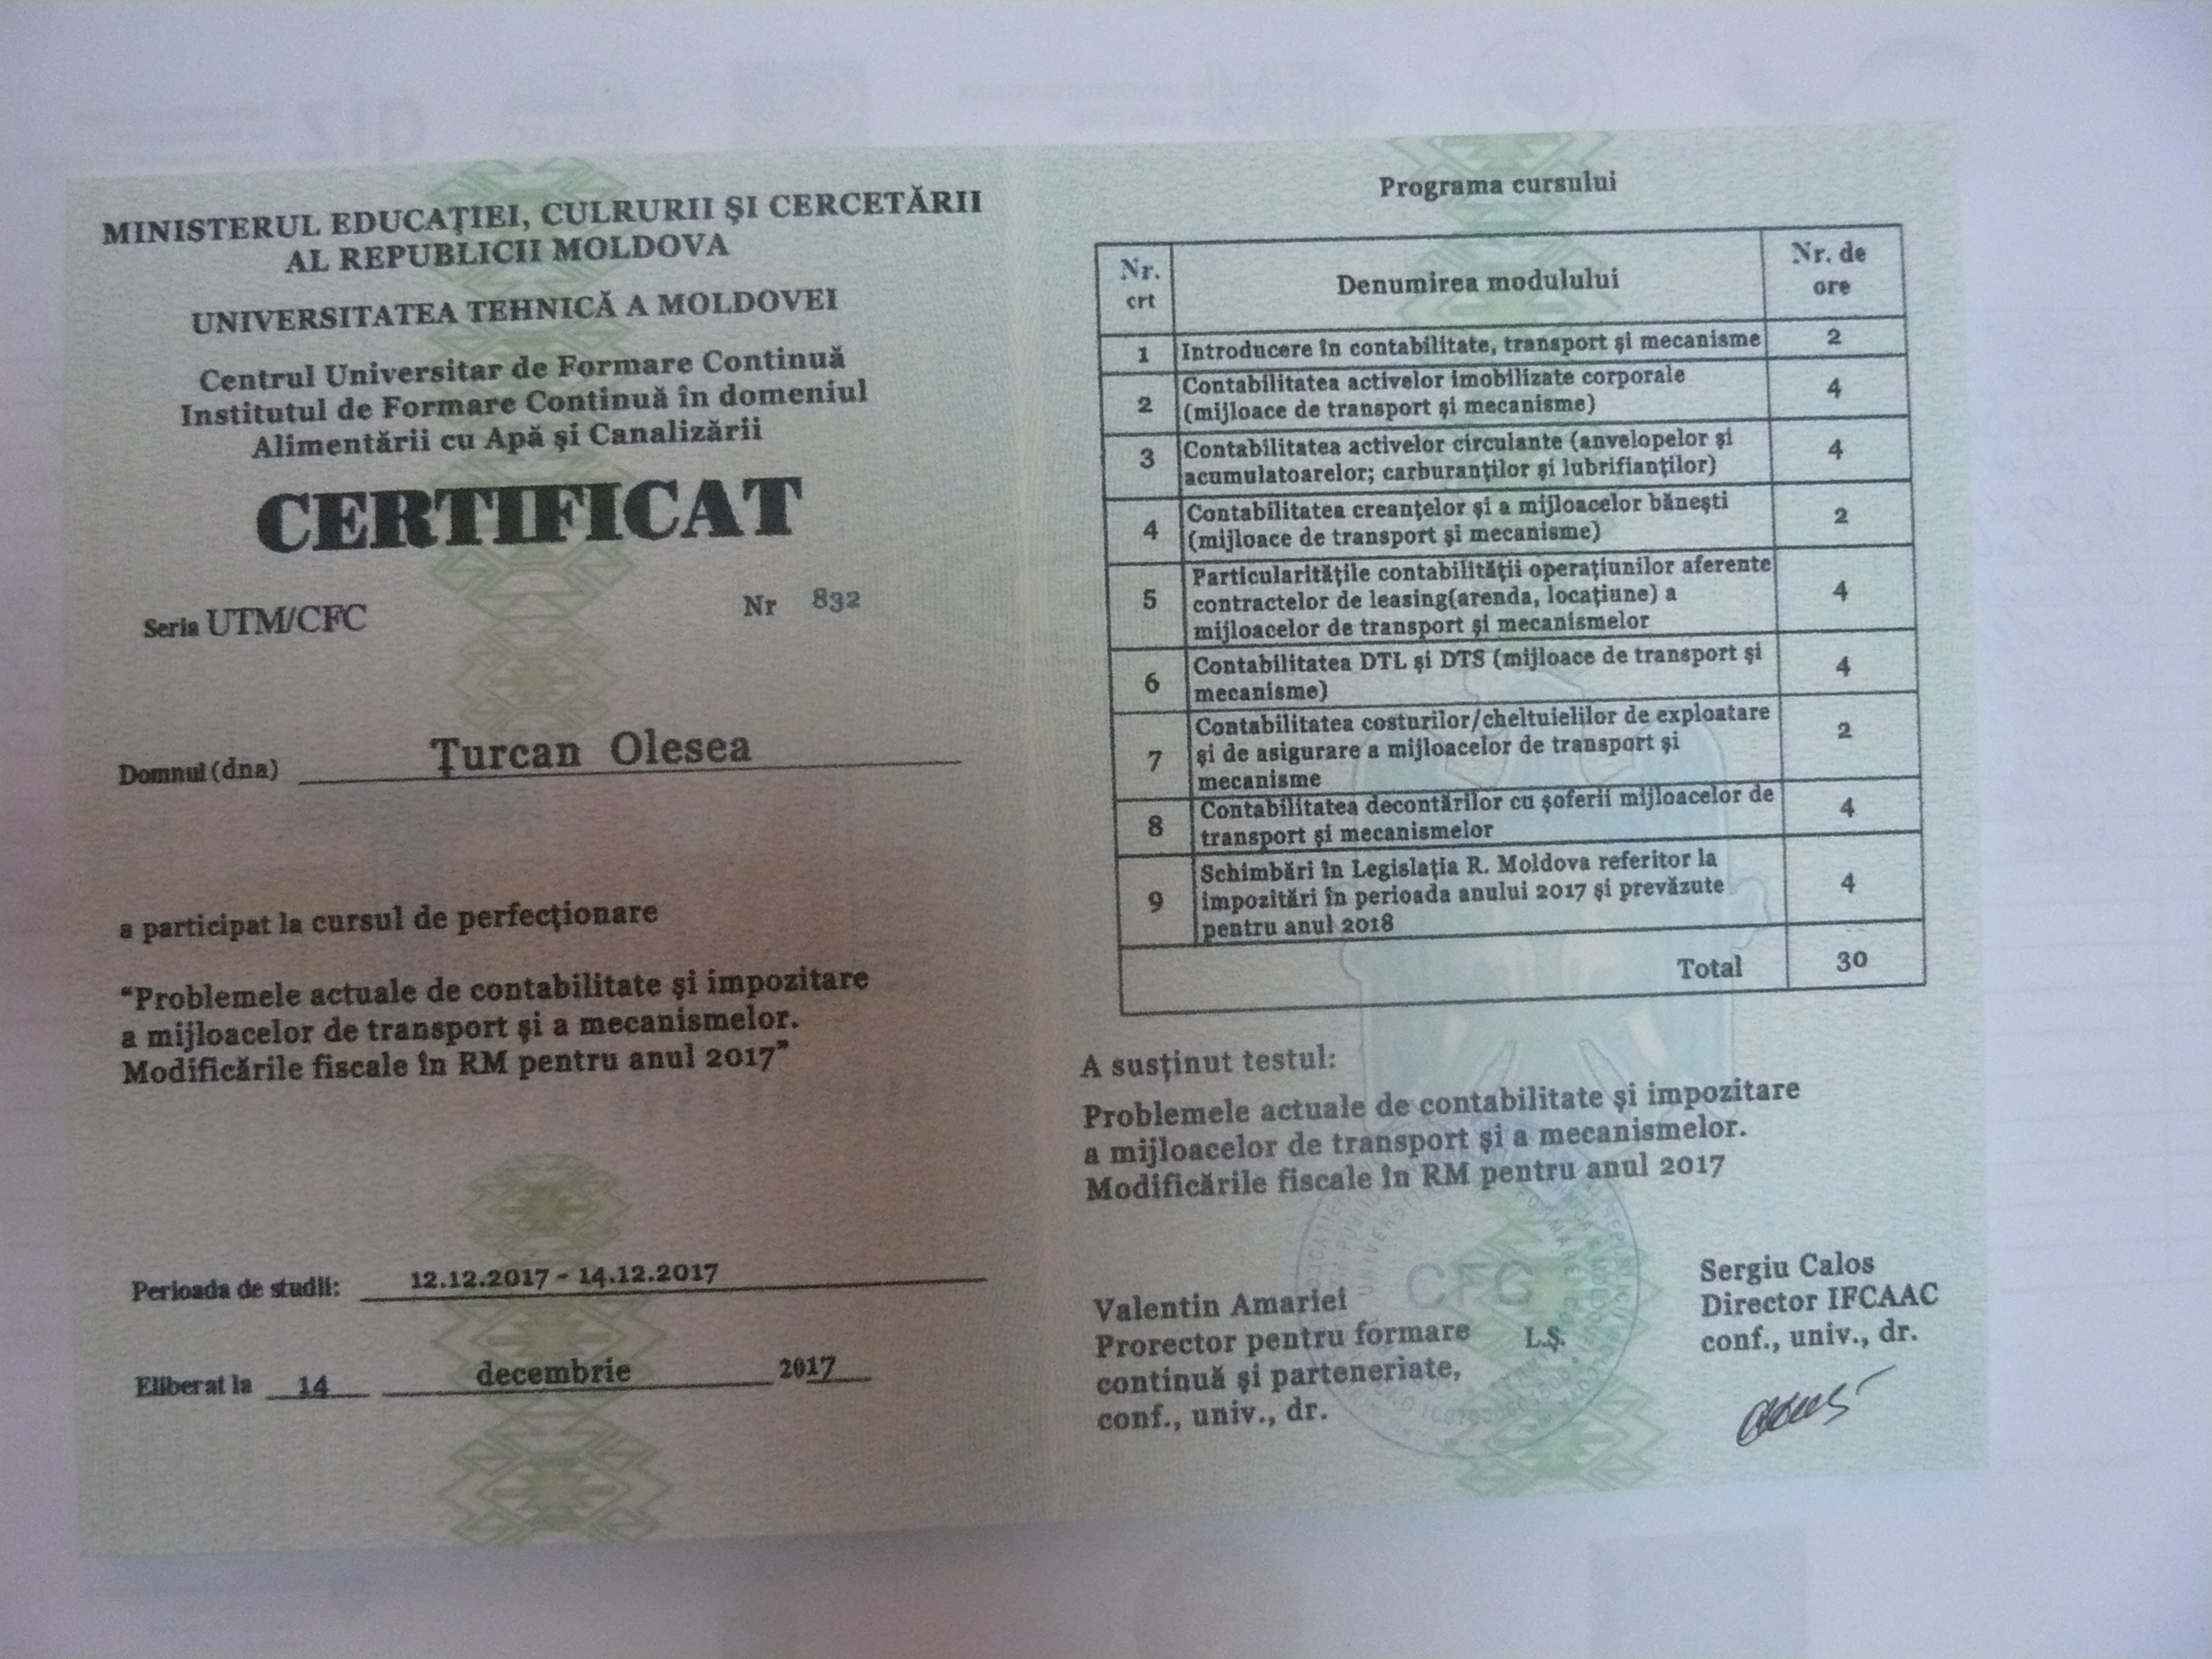 MINISTERUL EDUCAŢIEI, CULRURII ŞI CERCETĂRII
AL REPUBLICII MOLDOVA
UNIVERSITATEA TEHNICĂ A MOLDOVEI
Centrul Universitar de Formare Continuă
Institutul de Formare Continuă în domeniul
Alimentării cu Apă şi Canalizării
CERTIFICAT
Seria UTM/CFC Nr 832
Domnul (dna) Ţurcan Olesea
a participat la cursul de perfecţionare
“Problemele actuale de contabilitate şi impozitare
a mijloacelor de transport şi a mecanismelor.
Modificările fiscale în RM pentru anul 2017”
Perioada de studii: 12.12.2017 - 14.12.2017
Eliberat la 14 decembrie 2017
Programa cursului
Nr. crt Denumirea modulului Nr. de ore
1 Introducere în contabilitate, transport şi mecanisme 2
2 Contabilitatea activelor imobilizate corporale
(mijloace de transport şi mecanisme) 4
3 Contabilitatea activelor circulante (anvelopelor şi
acumulatoarelor; carburanţilor şi lubrifianţilor) 4
4 Contabilitatea creanţelor şi a mijloacelor băneşti
(mijloace de transport şi mecanisme) 2
5 Particularităţile contabilităţii operaţiunilor aferente
contractelor de leasing(arenda, locaţiune) a
mijloacelor de transport şi mecanismelor 4
6 Contabilitatea DTL şi DTS (mijloace de transport şi
mecanisme) 4
7 Contabilitatea costurilor/cheltuielilor de exploatare
şi de asigurare a mijloacelor de transport şi
mecanisme 2
8 Contabilitatea decontărilor cu şoferii mijloacelor de
transport şi mecanismelor 4
9 Schimbări în Legislaţia R. Moldova referitor la
impozitări în perioada anului 2017 şi prevăzute
pentru anul 2018 4
Total 30
A susţinut testul:
Problemele actuale de contabilitate şi impozitare
a mijloacelor de transport şi a mecanismelor.
Modificările fiscale în RM pentru anul 2017
Valentin Amariei
Prorector pentru formare
continuă şi parteneriate,
conf., univ., dr.
L.Ş.
CFC
Sergiu Calos
Director IFCAAC
conf., univ., dr.
giz